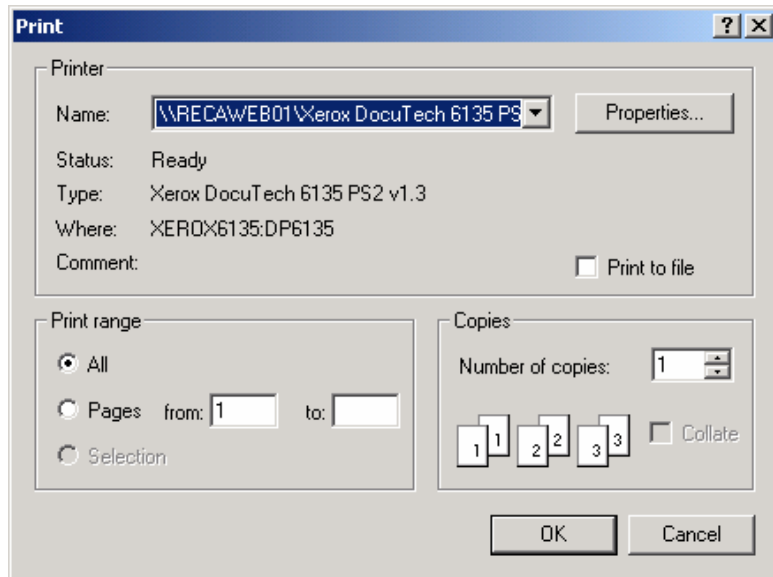 Print
Printer
Name: \\RECAWEB01\Xerox DocuTech 6135 PS Properties...
Status: Ready
Type: Xerox DocuTech 6135 PS2 v1.3
Where: XEROX6135:DP6135
Comment: Print to file
Print range Copies
All Number of copies: 1
Pages from: 1 to:
1 1 2 2 3 3 Collate
Selection
OK Cancel